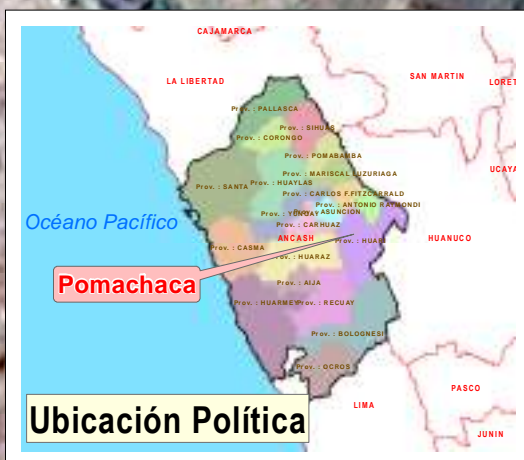 CAJAMARCA
LA LIBERTAD
SAN MARTIN
LORET
Prov. : PALLASCA
Prov. : SIHUAS
Prov. : CORONGO
Prov. : POMABAMBA
UCAYA
Prov. : MARISCAL LUZURIAGA
Prov. : HUAYLAS
Prov. : SANTA
Prov. : CARLOS F.FITZCARRALD
Prov. : ANTONIO RAYMONDI
Prov. : ASUNCION
Prov. : YUNGAY
Océano Pacífico
Prov. : CARHUAZ
ANCASH
Prov. : HUARI
HUANUCO
Prov. : CASMA
Prov. : HUARAZ
Pomachaca
Prov. : AIJA
Prov. : HUARMEY
Prov. : RECUAY
Prov. : BOLOGNESI
Prov. : OCROS
PASCO
LIMA
Ubicación Política
JUNIN